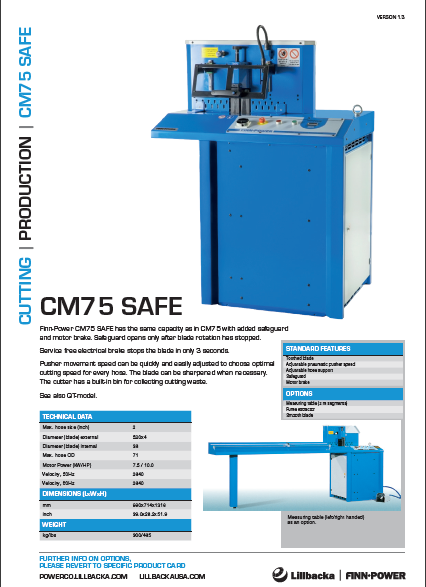 VERSION 1/3
CUTTING | PRODUCTION | CM75 SAFE
CM75 SAFE
Finn-Power CM75 SAFE has the same capacity as in CM75 with added safeguard
and motor brake. Safeguard opens only after blade rotation has stopped.
Service free electrical brake stops the blade in only 3 seconds.
Pusher movement speed can be quickly and easily adjusted to choose optimal
cutting speed for every hose. The blade can be sharpened when necessary.
The cutter has a built-in bin for collecting cutting waste.
See also QT-model.
STANDARD FEATURES
Toothed blade
Adjustable pneumatic pusher speed
Adjustable hose support
Safeguard
Motor brake
OPTIONS
Measuring table (2 m segments)
Fume extractor
Smooth blade
TECHNICAL DATA
Max. hose size (inch) 2
Diameter (blade) external 520x4
Diameter (blade) internal
Max. hose OD 71
Motor Power (kW/HP) 7.5 / 10.0
Velocity, 50Hz
Velocity, 60Hz
DIMENSIONS (LxWxH)
mm
inch
WEIGHT
kg/lbs
Measuring table (left/right handed)
as an option.
FURTHER INFO ON OPTIONS,
PLEASE REVERT TO SPECIFIC PRODUCT CARD
POWERCO.LILLBACKA.COM LILLBACKAUSA.COM
Lillbacka | FINN-POWER